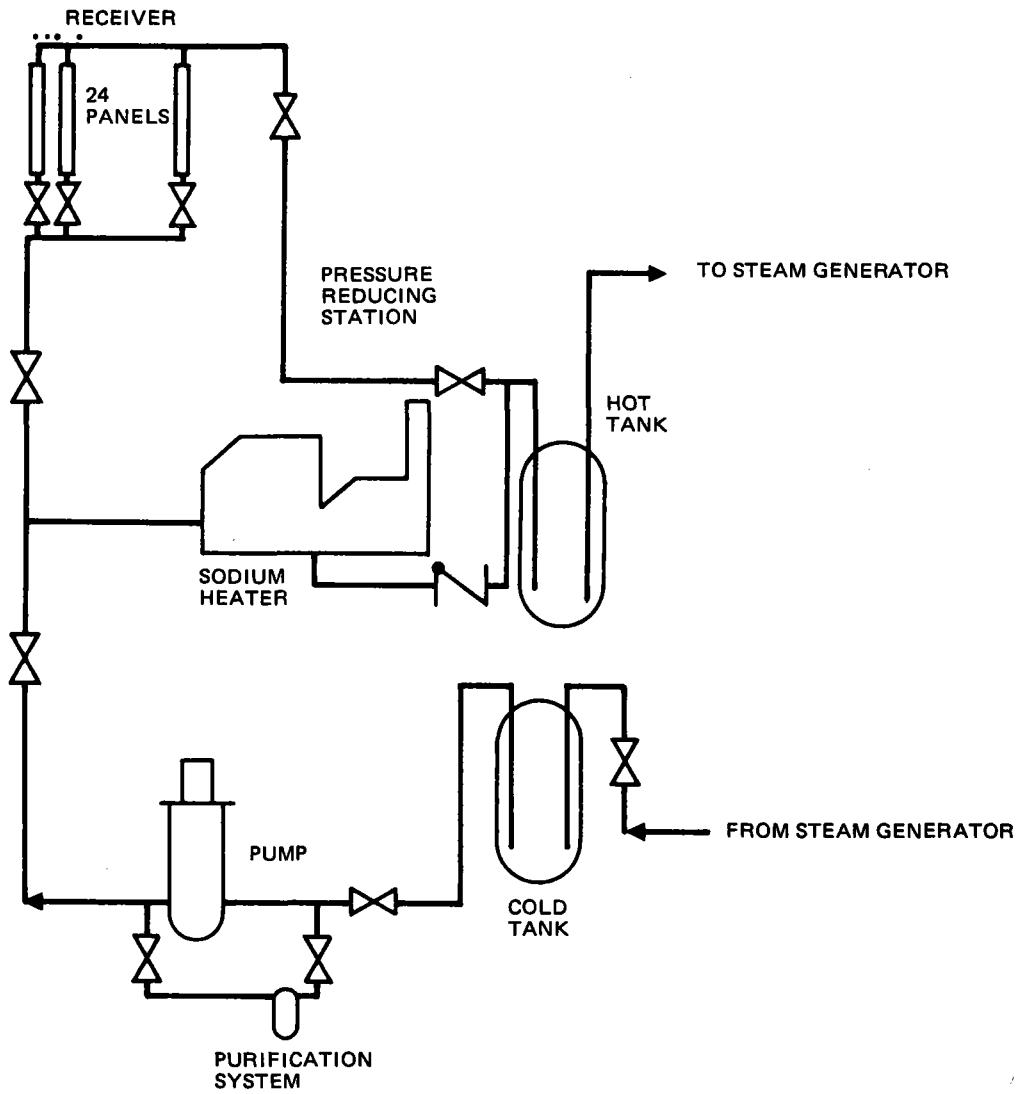 RECEIVER
24
PANELS
PRESSURE
REDUCING
STATION
TO STEAM GENERATOR
HOT
TANK
SODIUM
HEATER
PUMP
FROM STEAM GENERATOR
COLD
TANK
PURIFICATION
SYSTEM